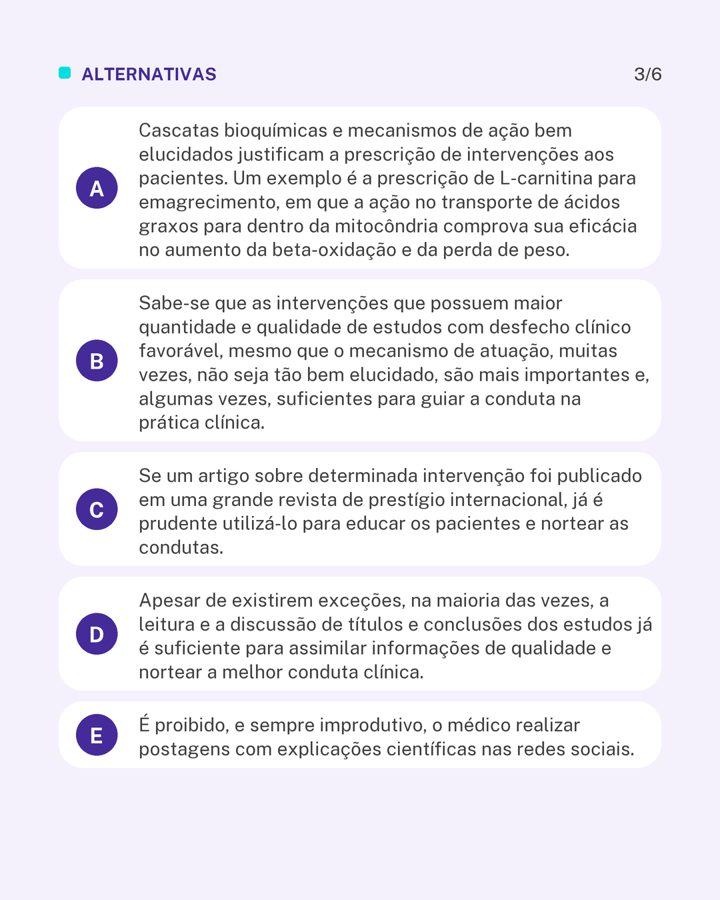 ALTERNATIVAS
3/6
A
Cascatas bioquímicas e mecanismos de ação bem
elucidados justificam a prescrição de intervenções aos
pacientes. Um exemplo é a prescrição de L-carnitina para
emagrecimento, em que a ação no transporte de ácidos
graxos para dentro da mitocôndria comprova sua eficácia
no aumento da beta-oxidação e da perda de peso.
B
Sabe-se que as intervenções que possuem maior
quantidade e qualidade de estudos com desfecho clínico
favorável, mesmo que o mecanismo de atuação, muitas
vezes, não seja tão bem elucidado, são mais importantes e,
algumas vezes, suficientes para guiar a conduta na
prática clínica.
C
Se um artigo sobre determinada intervenção foi publicado
em uma grande revista de prestígio internacional, já é
prudente utilizá-lo para educar os pacientes e nortear as
condutas.
D
Apesar de existirem exceções, na maioria das vezes, a
leitura e a discussão de títulos e conclusões dos estudos já
é suficiente para assimilar informações de qualidade e
nortear a melhor conduta clínica.
E
É proibido, e sempre improdutivo, o médico realizar
postagens com explicações científicas nas redes sociais.